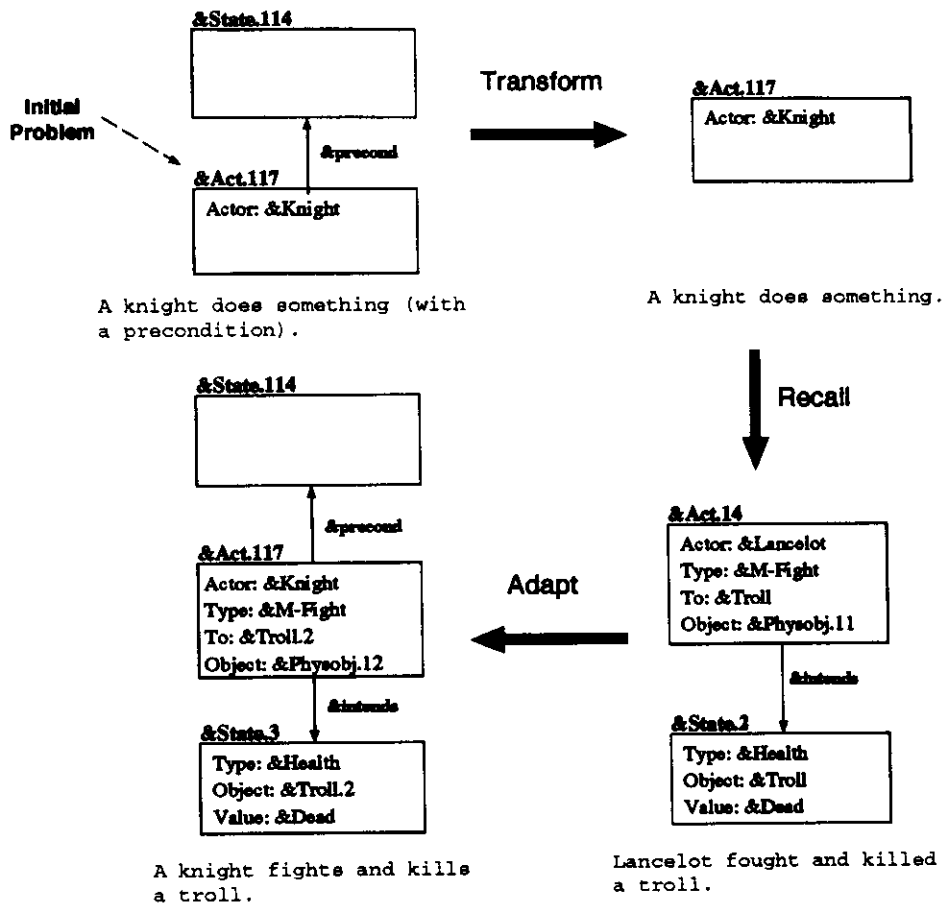 &State.114
Initial
Problem
&precond
&Act.117
Actor: &Knight
A knight does something (with
a precondition).
Transform
&Act.117
Actor: &Knight
A knight does something.
Recall
&Act.14
Actor: &Lancelot
Type: &M-Fight
To: &Troll
Object: &Physobj.11
&intends
&State.2
Type: &Health
Object: &Troll
Value: &Dead
Lancelot fought and killed
a troll.
Adapt
&State.114
&precond
&Act.117
Actor: &Knight
Type: &M-Fight
To: &Troll.2
Object: &Physobj.12
&intends
&State.3
Type: &Health
Object: &Troll.2
Value: &Dead
A knight fights and kills
a troll.